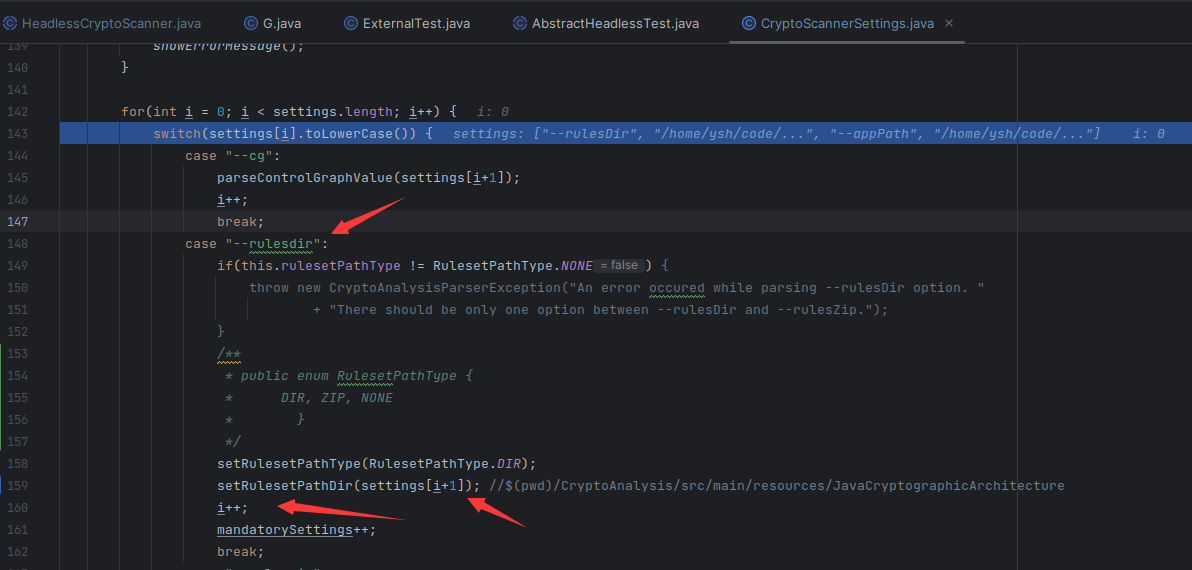 HeadlessCryptoScanner.java G.java ExternalTest.java AbstractHeadlessTest.java CryptoScannerSettings.java
139 showErrorMessage();
140 }
141
142 for(int i = 0; i < settings.length; i++) { i: 0
143 switch(settings[i].toLowerCase()) { settings: ["--rulesDir", "/home/ysh/code/...", "--appPath", "/home/ysh/code/..."] i: 0
144 case "--cg":
145 parseControlGraphValue(settings[i+1]);
146 i++;
147 break;
148 case "--rulesdir":
149 if(this.rulesetPathType != RulesetPathType.NONE = false ) {
150 throw new CryptoAnalysisParserException("An error occured while parsing --rulesDir option. "
151 + "There should be only one option between --rulesDir and --rulesZip.");
152 }
153 /**
154 * public enum RulesetPathType {
155 * DIR, ZIP, NONE
156 * }
157 */
158 setRulesetPathType(RulesetPathType.DIR);
159 setRulesetPathDir(settings[i+1]); //$(pwd)/CryptoAnalysis/src/main/resources/JavaCryptographicArchitecture
160 i++;
161 mandatorySettings++;
162 break;